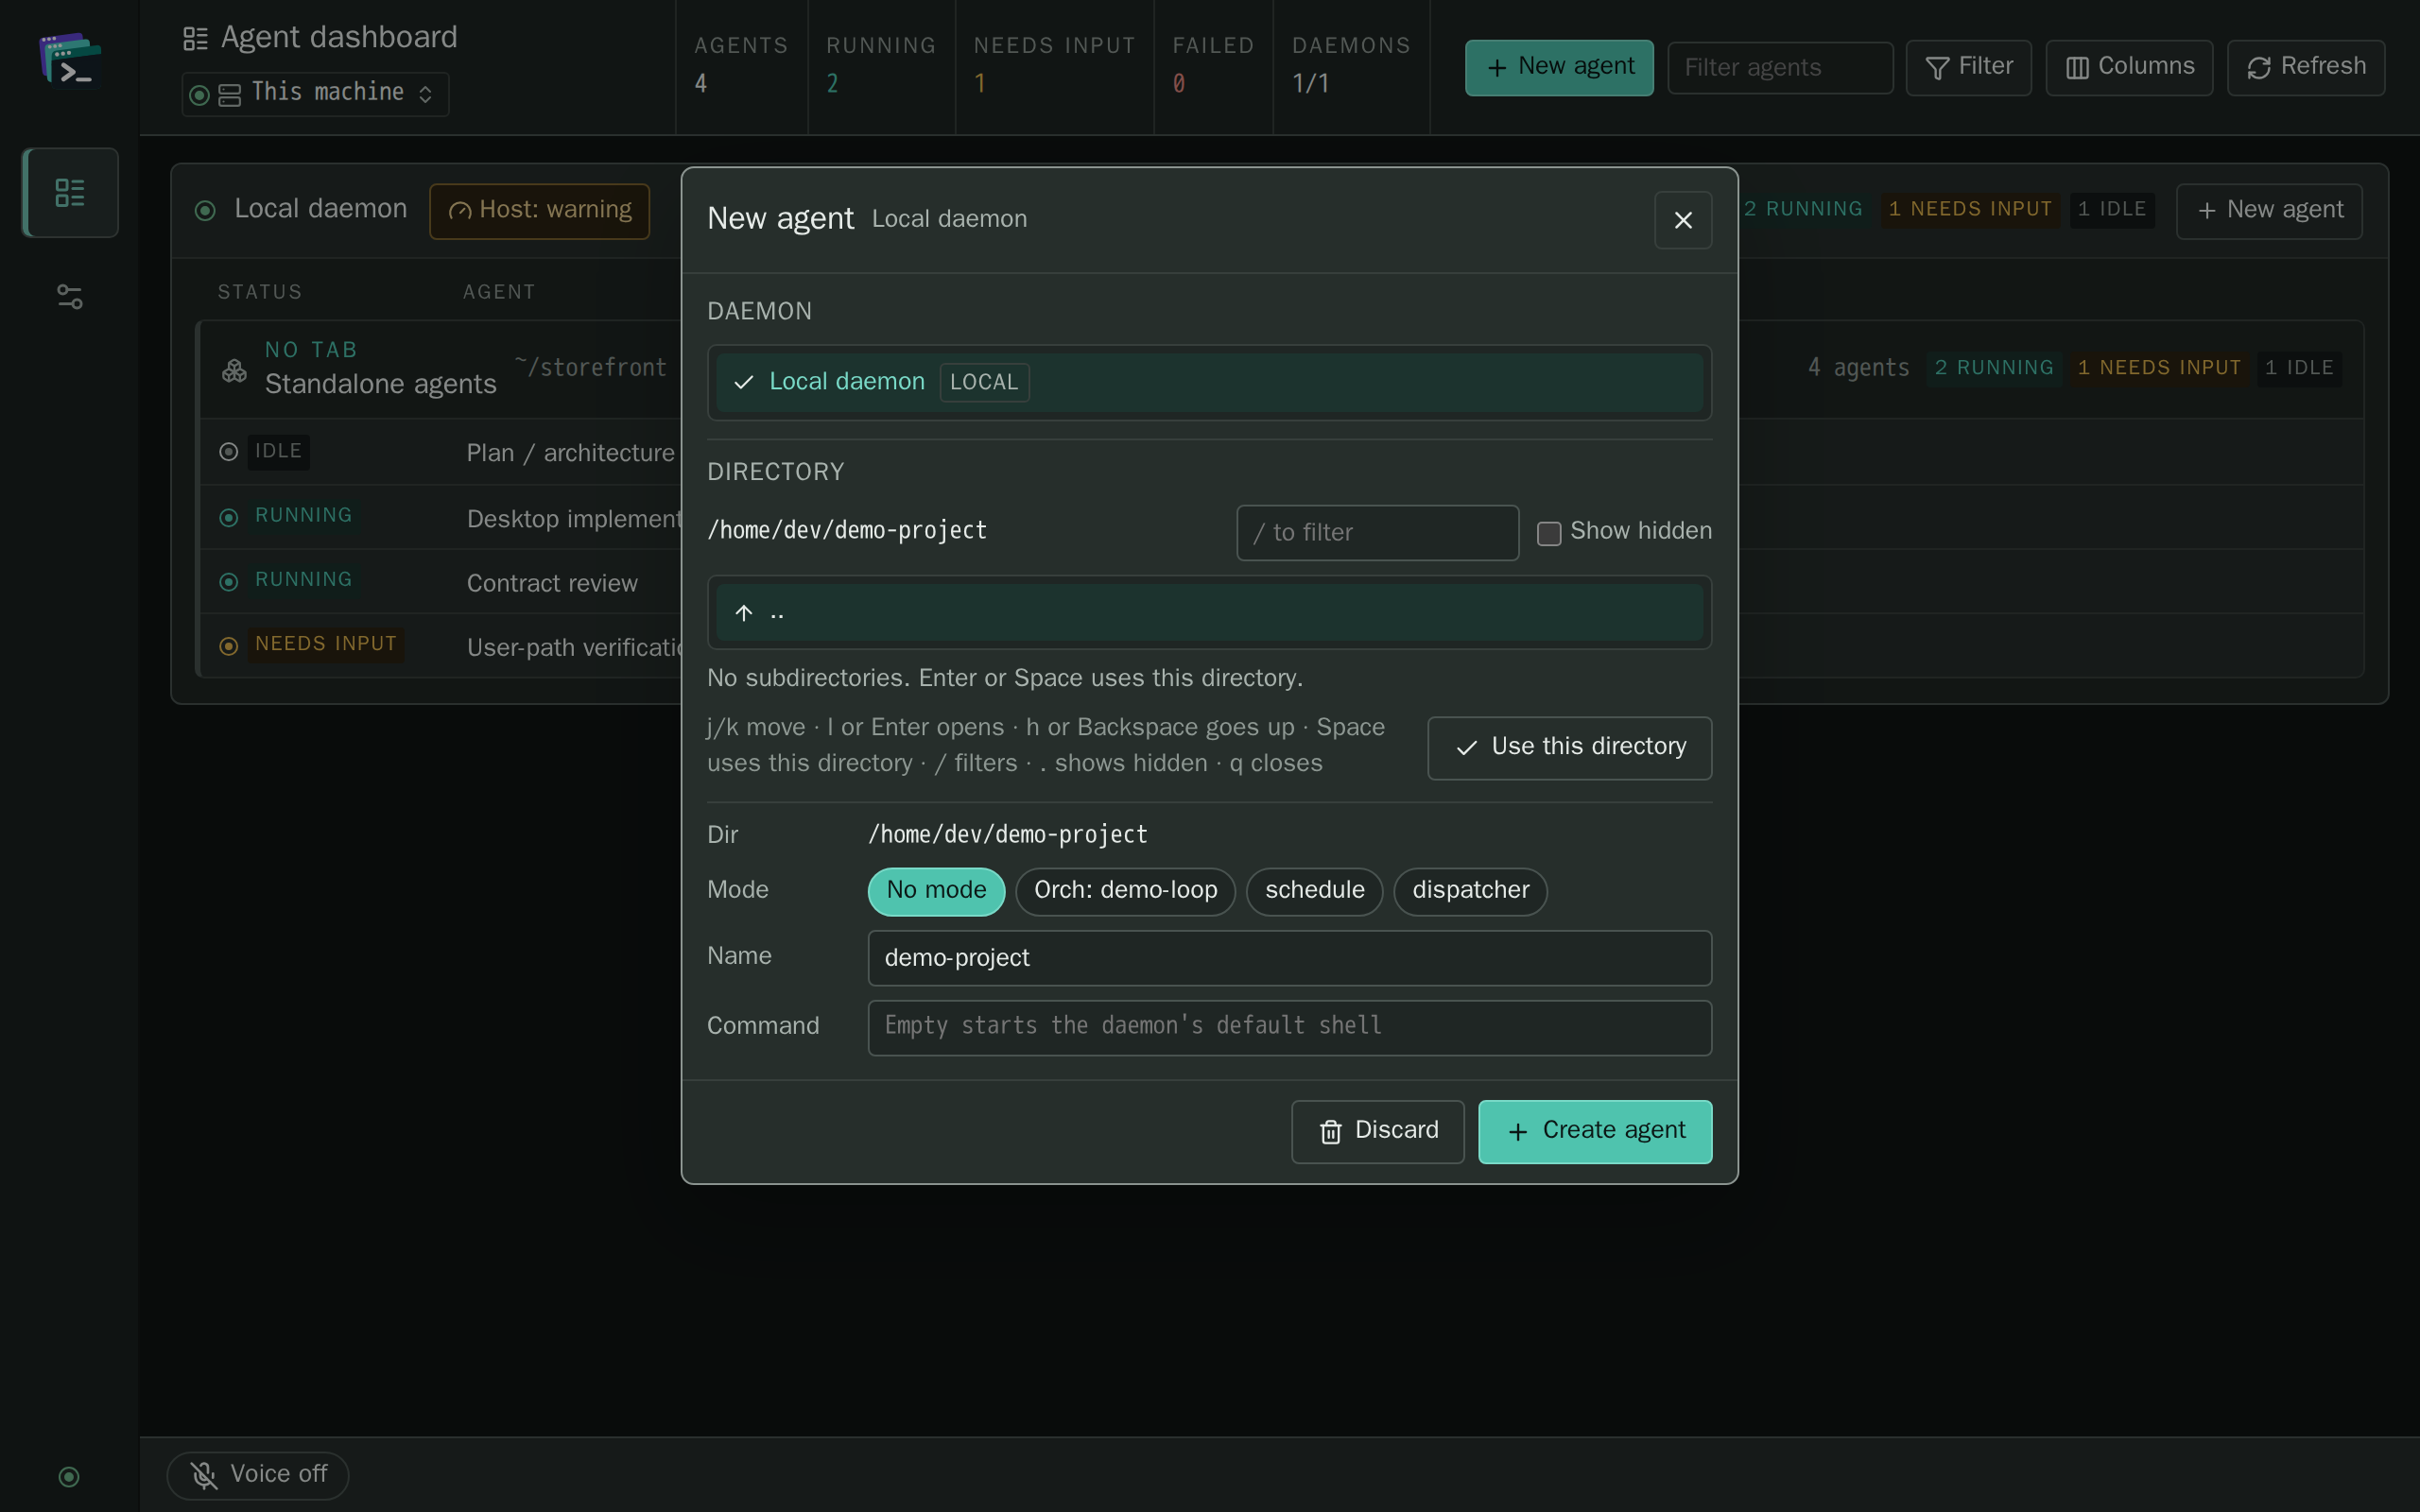 Agent dashboard
This machine
AGENTS
4
RUNNING
2
NEEDS INPUT
1
FAILED
0
DAEMONS
1/1
+ New agent
Filter agents
Filter
Columns
Refresh
Local daemon
Host: warning
2 RUNNING
1 NEEDS INPUT
1 IDLE
+ New agent
STATUS
AGENT
NO TAB
Standalone agents
~/storefront
4 agents
2 RUNNING
1 NEEDS INPUT
1 IDLE
IDLE
Plan / architecture
RUNNING
Desktop implement
RUNNING
Contract review
NEEDS INPUT
User-path verificatio
New agent Local daemon
DAEMON
Local daemon LOCAL
DIRECTORY
/home/dev/demo-project
/ to filter
Show hidden
..
No subdirectories. Enter or Space uses this directory.
j/k move · l or Enter opens · h or Backspace goes up · Space
uses this directory · / filters · . shows hidden · q closes
Use this directory
Dir /home/dev/demo-project
Mode No mode Orch: demo-loop schedule dispatcher
Name demo-project
Command Empty starts the daemon's default shell
Discard
+ Create agent
Voice off